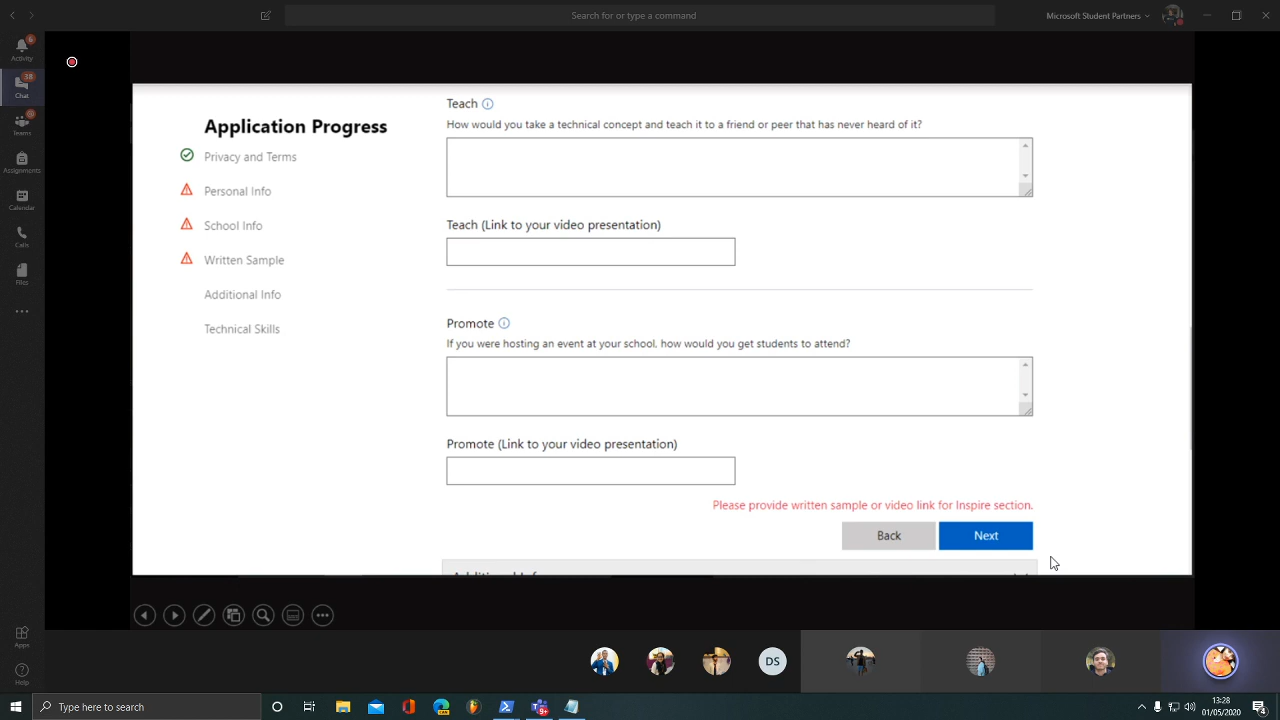 Search for or type a command
Microsoft Student Partners
6
Activity
38
Chat
Teams
Assignments
Calendar
Calls
Files
Apps
Help
Application Progress
Privacy and Terms
Personal Info
School Info
Written Sample
Additional Info
Technical Skills
Teach
How would you take a technical concept and teach it to a friend or peer that has never heard of it?
Teach (Link to your video presentation)
Promote
If you were hosting an event at your school, how would you get students to attend?
Promote (Link to your video presentation)
Please provide written sample or video link for Inspire section.
Back
Next
DS
Type here to search
CAN
9+
13:28
01/05/2020